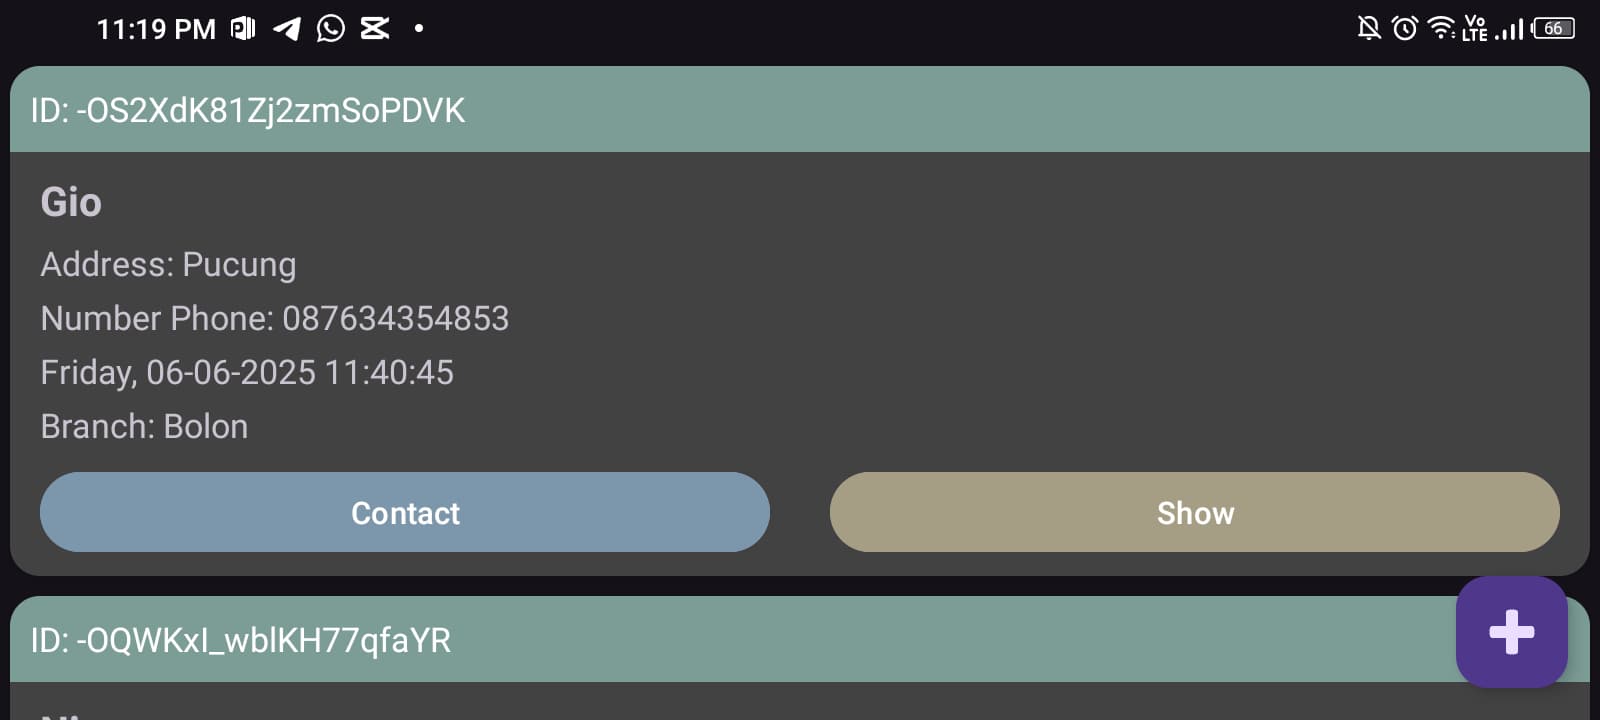 11:19 PM Vo LTE 66
ID: -OS2XdK81Zj2zmSoPDVK
Gio
Address: Pucung
Number Phone: 087634354853
Friday, 06-06-2025 11:40:45
Branch: Bolon
Contact Show
ID: -OQWKxI_wblKH77qfaYR